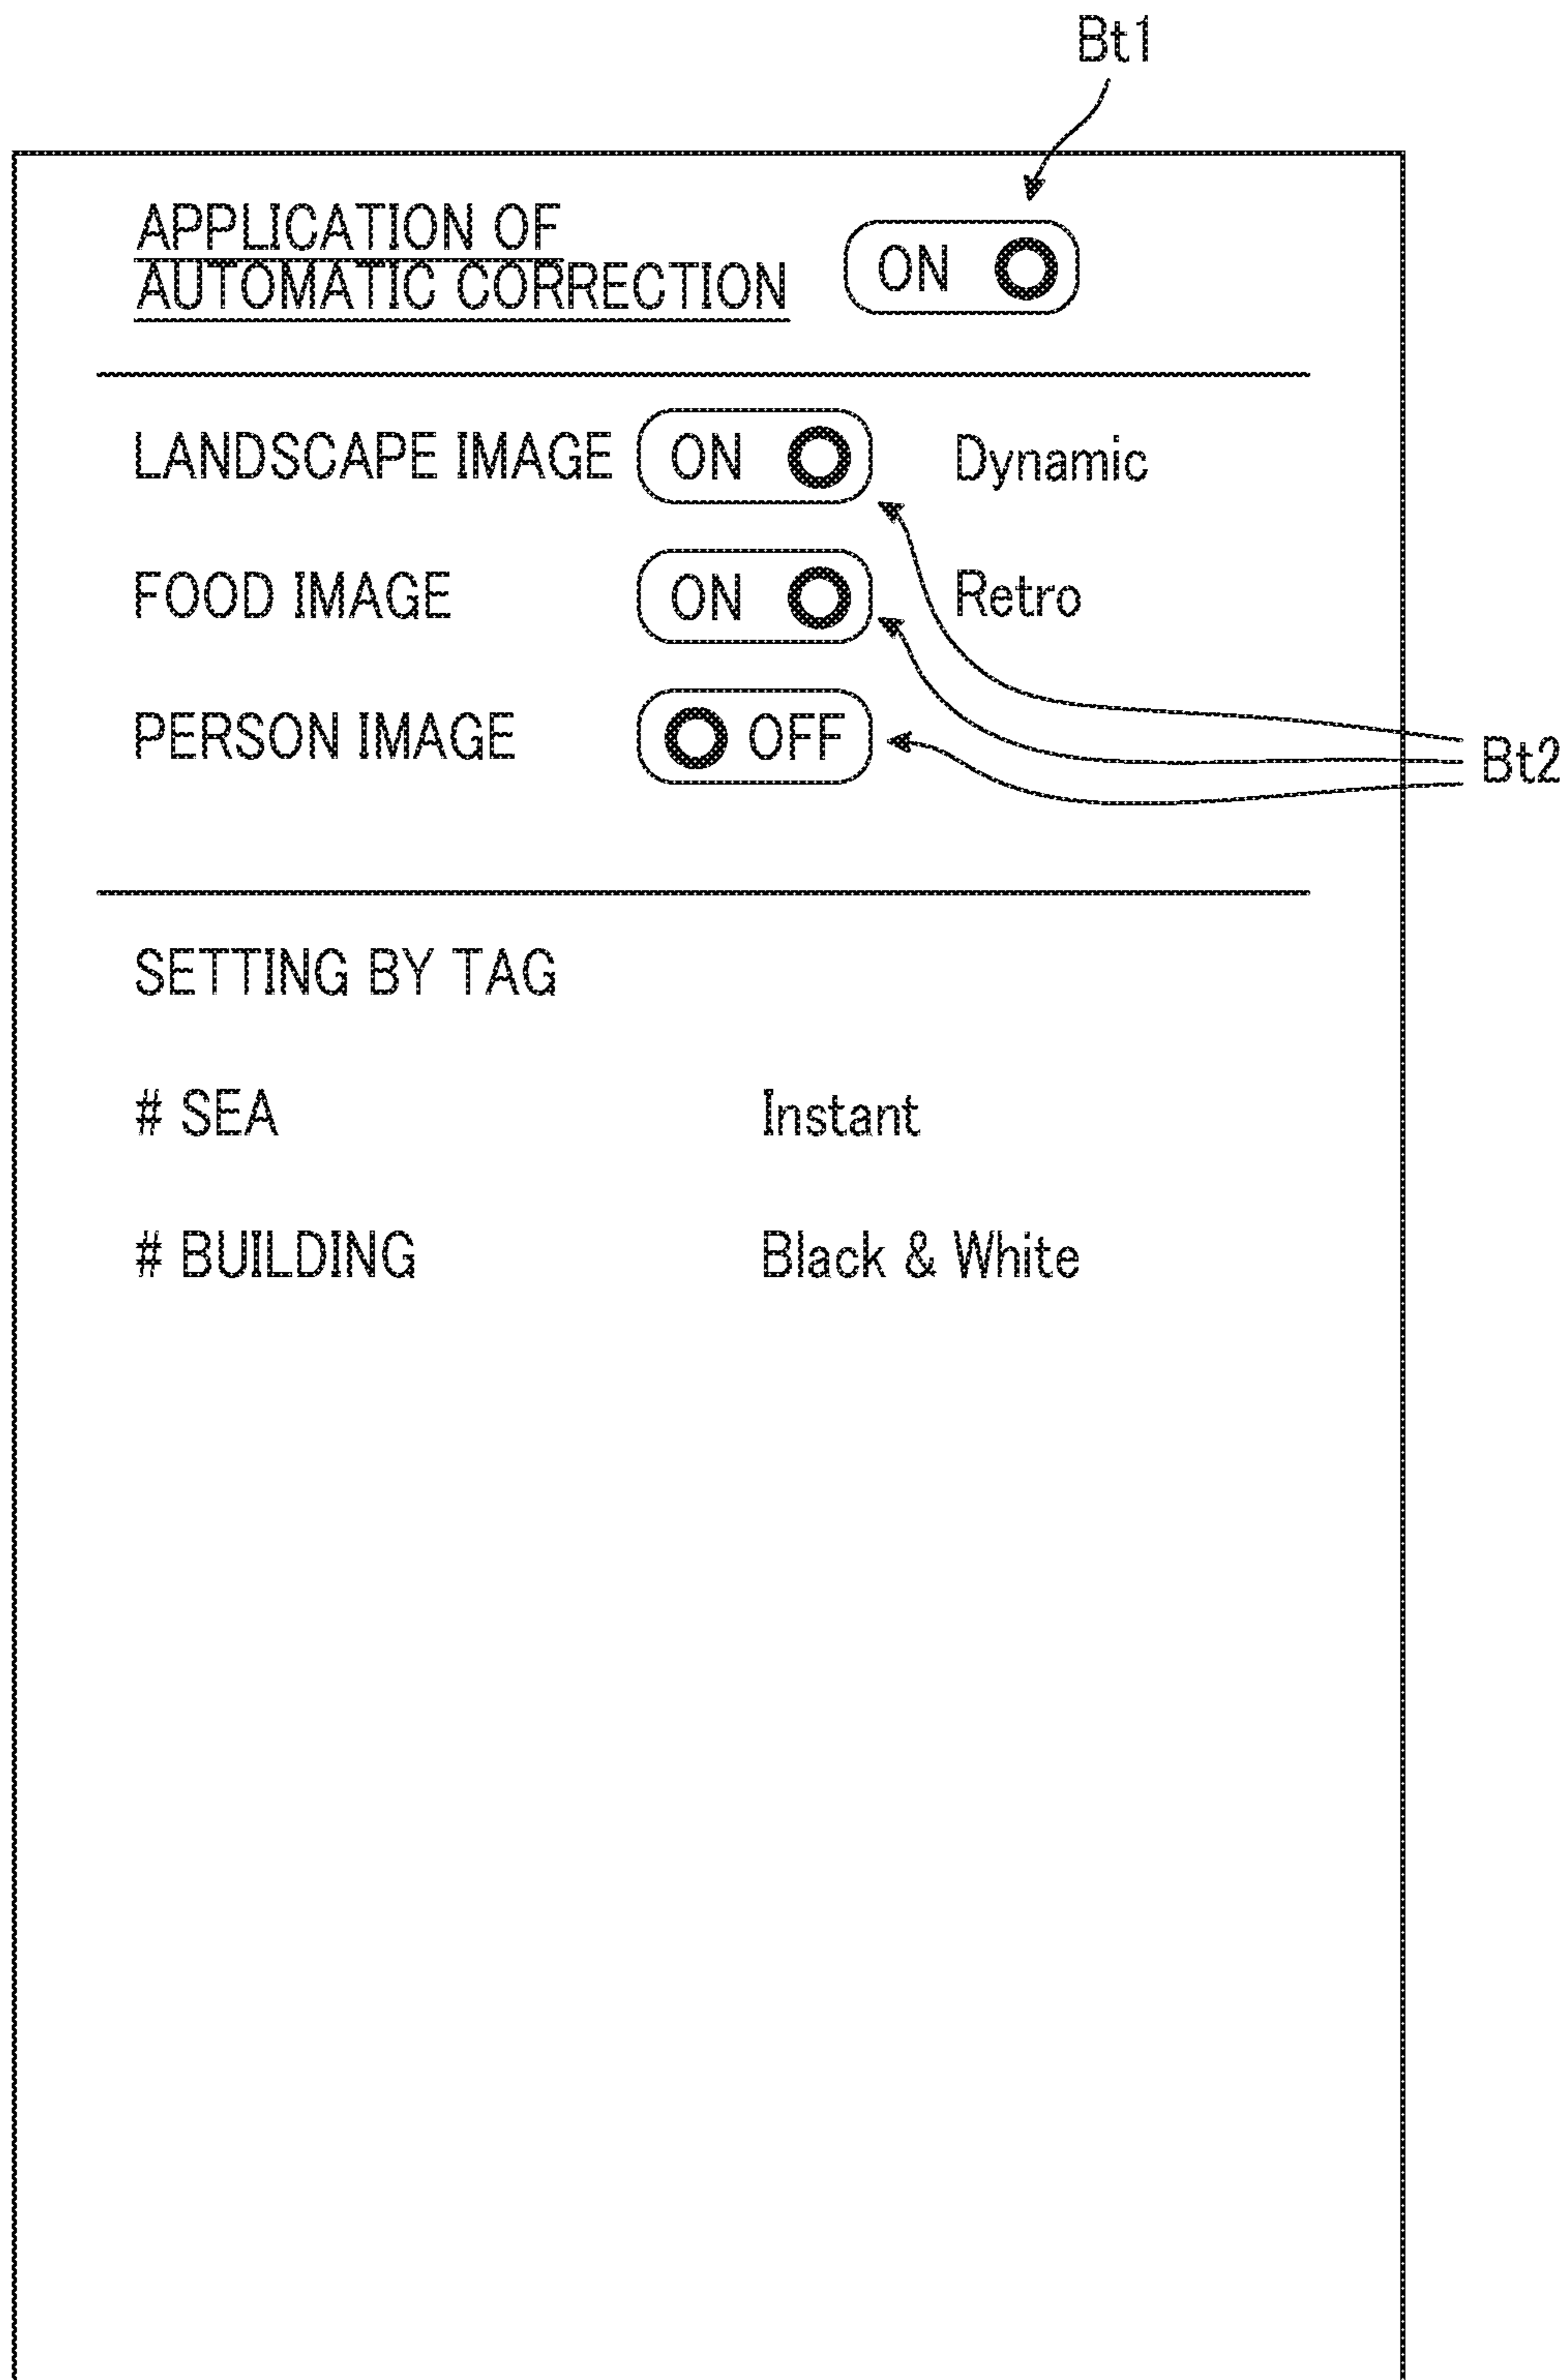 Bt1
APPLICATION OF
AUTOMATIC CORRECTION ON
LANDSCAPE IMAGE ON Dynamic
FOOD IMAGE ON Retro
PERSON IMAGE OFF
Bt2
SETTING BY TAG
# SEA Instant
# BUILDING Black & White